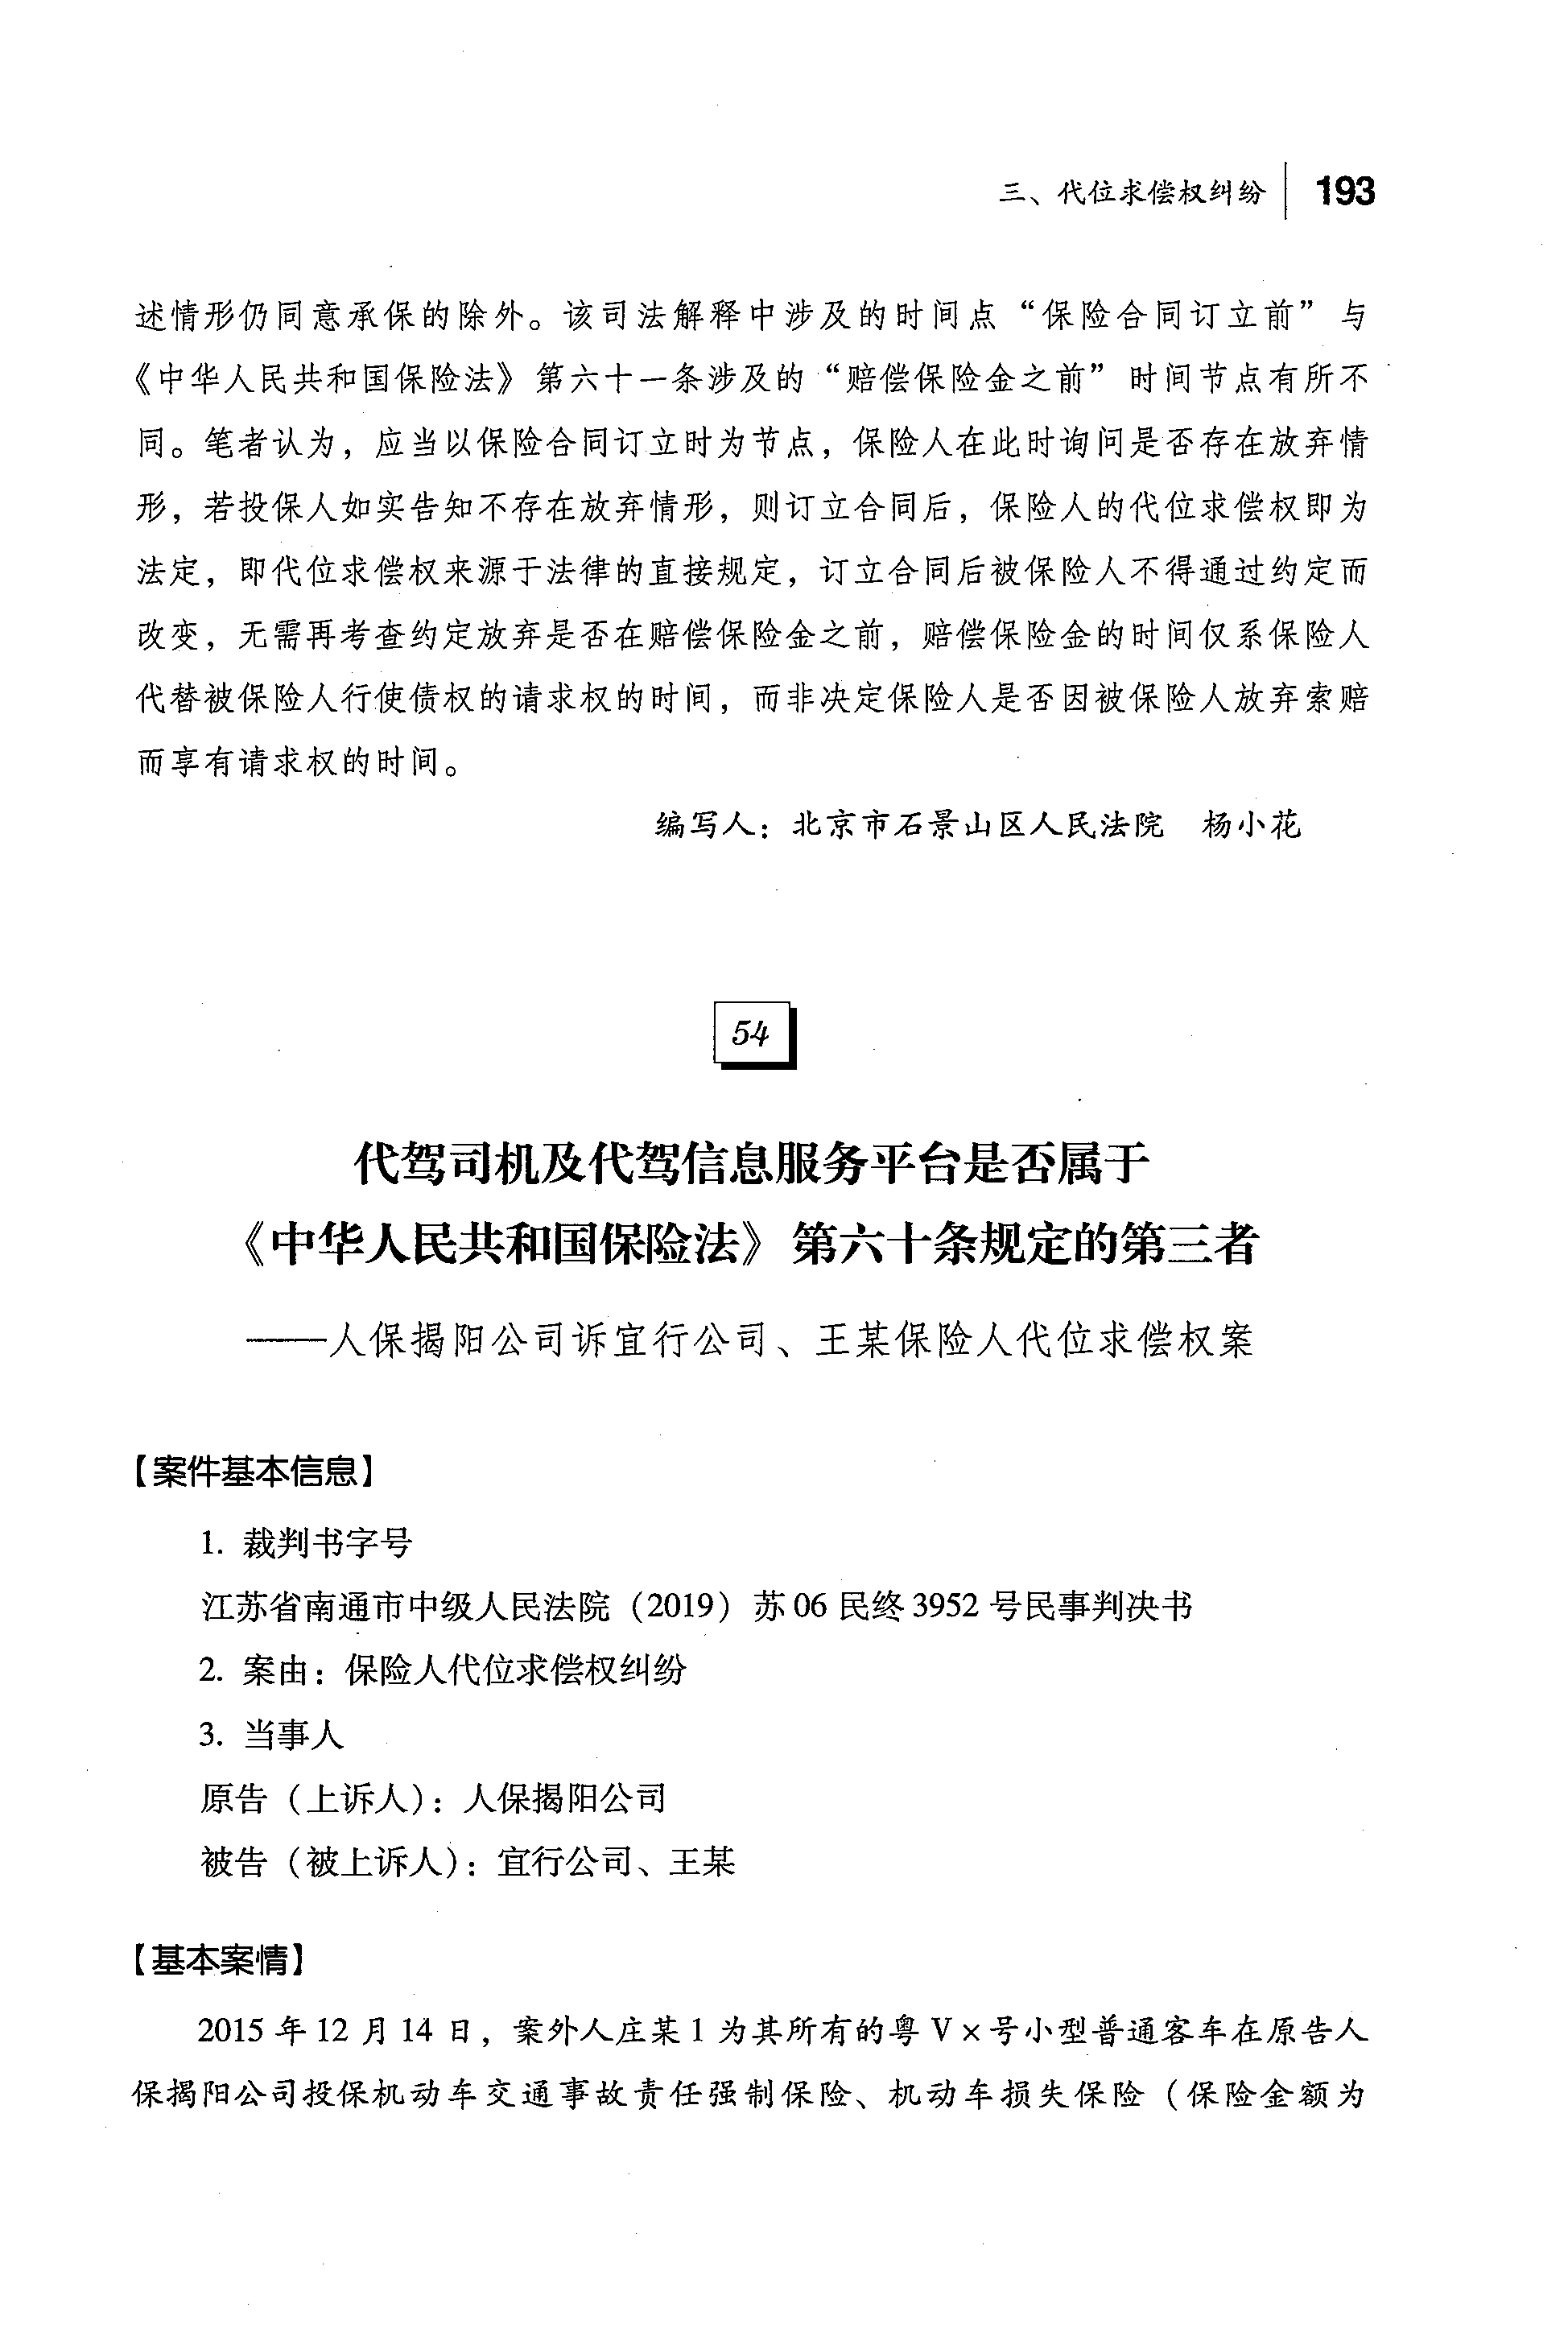 三、代位求偿权纠纷 193
述情形仍同意承保的除外。该司法解释中涉及的时间点“保险合同订立前”与
《中华人民共和国保险法》第六十一条涉及的“赔偿保险金之前”时间节点有所不
同。笔者认为，应当以保险合同订立时为节点，保险人在此时询问是否存在放弃情
形，若投保人如实告知不存在放弃情形，则订立合同后，保险人的代位求偿权即为
法定，即代位求偿权来源于法律的直接规定，订立合同后被保险人不得通过约定而
改变，无需再考查约定放弃是否在赔偿保险金之前，赔偿保险金的时间仅系保险人
代替被保险人行使债权的请求权的时间，而非决定保险人是否因被保险人放弃索赔
而享有请求权的时间。
编写人：北京市石景山区人民法院 杨小花
54
代驾司机及代驾信息服务平台是否属于
《中华人民共和国保险法》第六十条规定的第三者
——人保揭阳公司诉宜行公司、王某保险人代位求偿权案
【案件基本信息】
1. 裁判书字号
江苏省南通市中级人民法院（2019）苏 06 民终 3952 号民事判决书
2. 案由：保险人代位求偿权纠纷
3. 当事人
原告（上诉人）：人保揭阳公司
被告（被上诉人）：宜行公司、王某
【基本案情】
2015 年 12 月 14 日，案外人庄某 1 为其所有的粤 V×号小型普通客车在原告人
保揭阳公司投保机动车交通事故责任强制保险、机动车损失保险（保险金额为